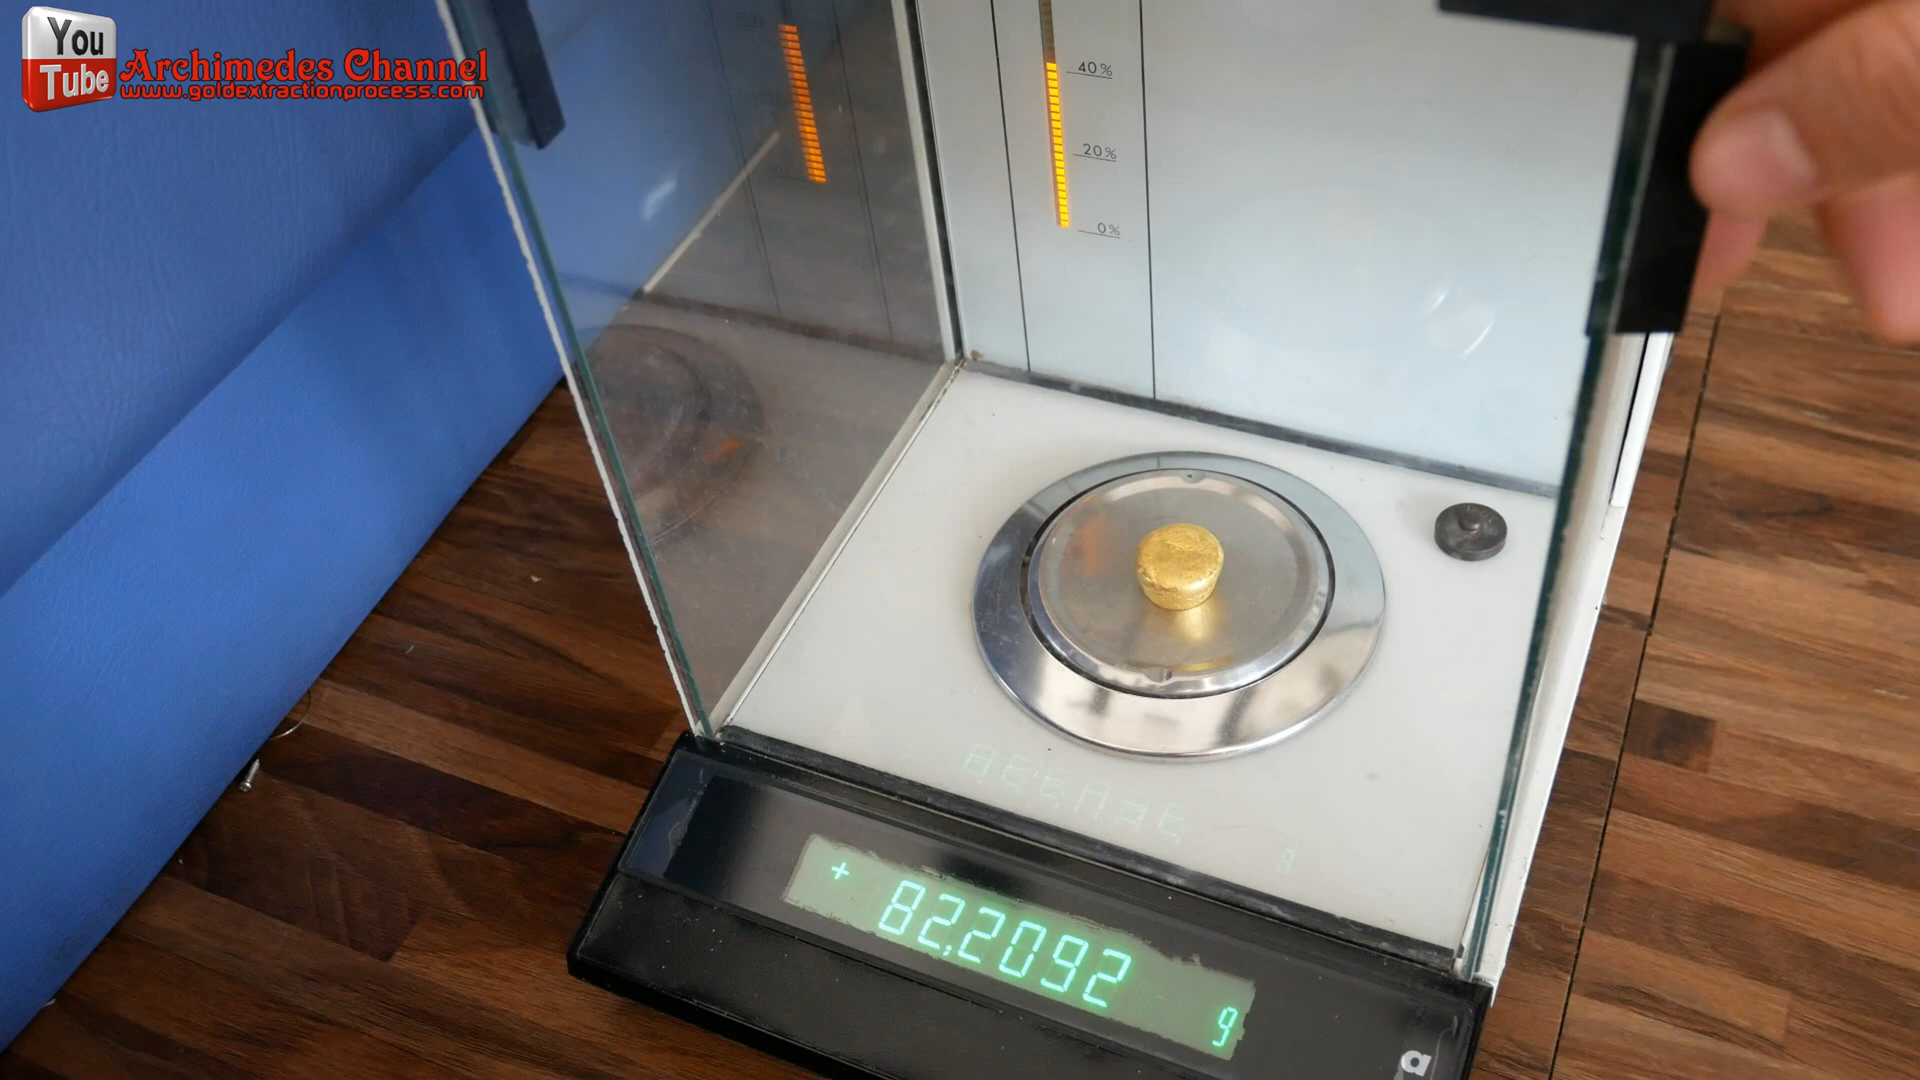 You
Tube
Archimedes Channel
www.goldextractionprocess.com
40%
20%
0%
+ 82.2092 g
a